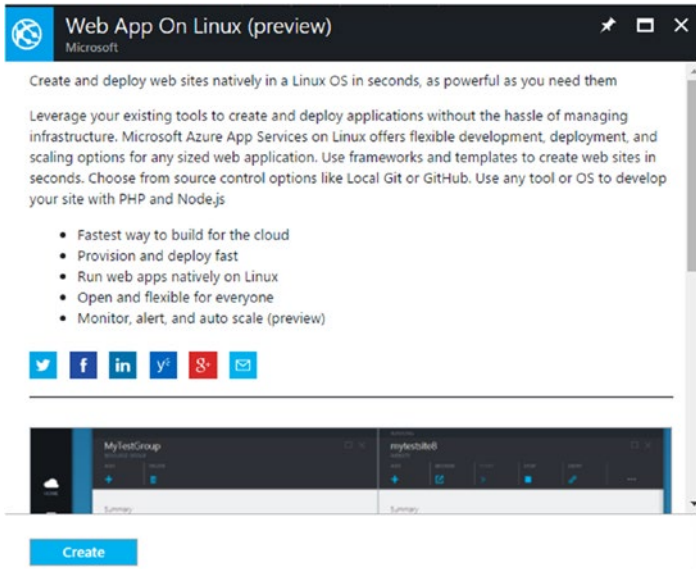 Web App On Linux (preview)
Microsoft
Create and deploy web sites natively in a Linux OS in seconds, as powerful as you need them
Leverage your existing tools to create and deploy applications without the hassle of managing
infrastructure. Microsoft Azure App Services on Linux offers flexible development, deployment, and
scaling options for any sized web application. Use frameworks and templates to create web sites in
seconds. Choose from source control options like Local Git or GitHub. Use any tool or OS to develop
your site with PHP and Node.js
• Fastest way to build for the cloud
• Provision and deploy fast
• Run web apps natively on Linux
• Open and flexible for everyone
• Monitor, alert, and auto scale (preview)
MyTestGroup
mytestsite8
Summary
Summary
Create